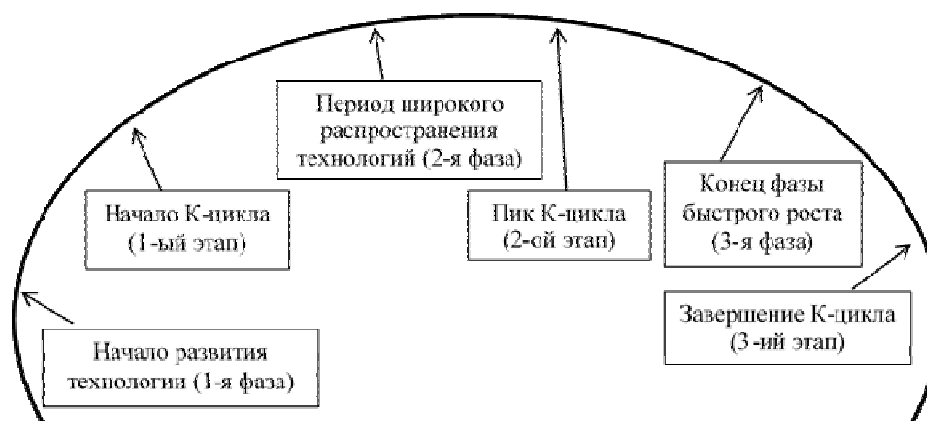 Период широкого
распространения
технологий (2-я фаза)
Начало К-цикла
(1-ый этап)
Пик К-цикла
(2-ой этап)
Конец фазы
быстрого роста
(3-я фаза)
Начало развития
технологии (1-я фаза)
Завершение К-цикла
(3-ий этап)